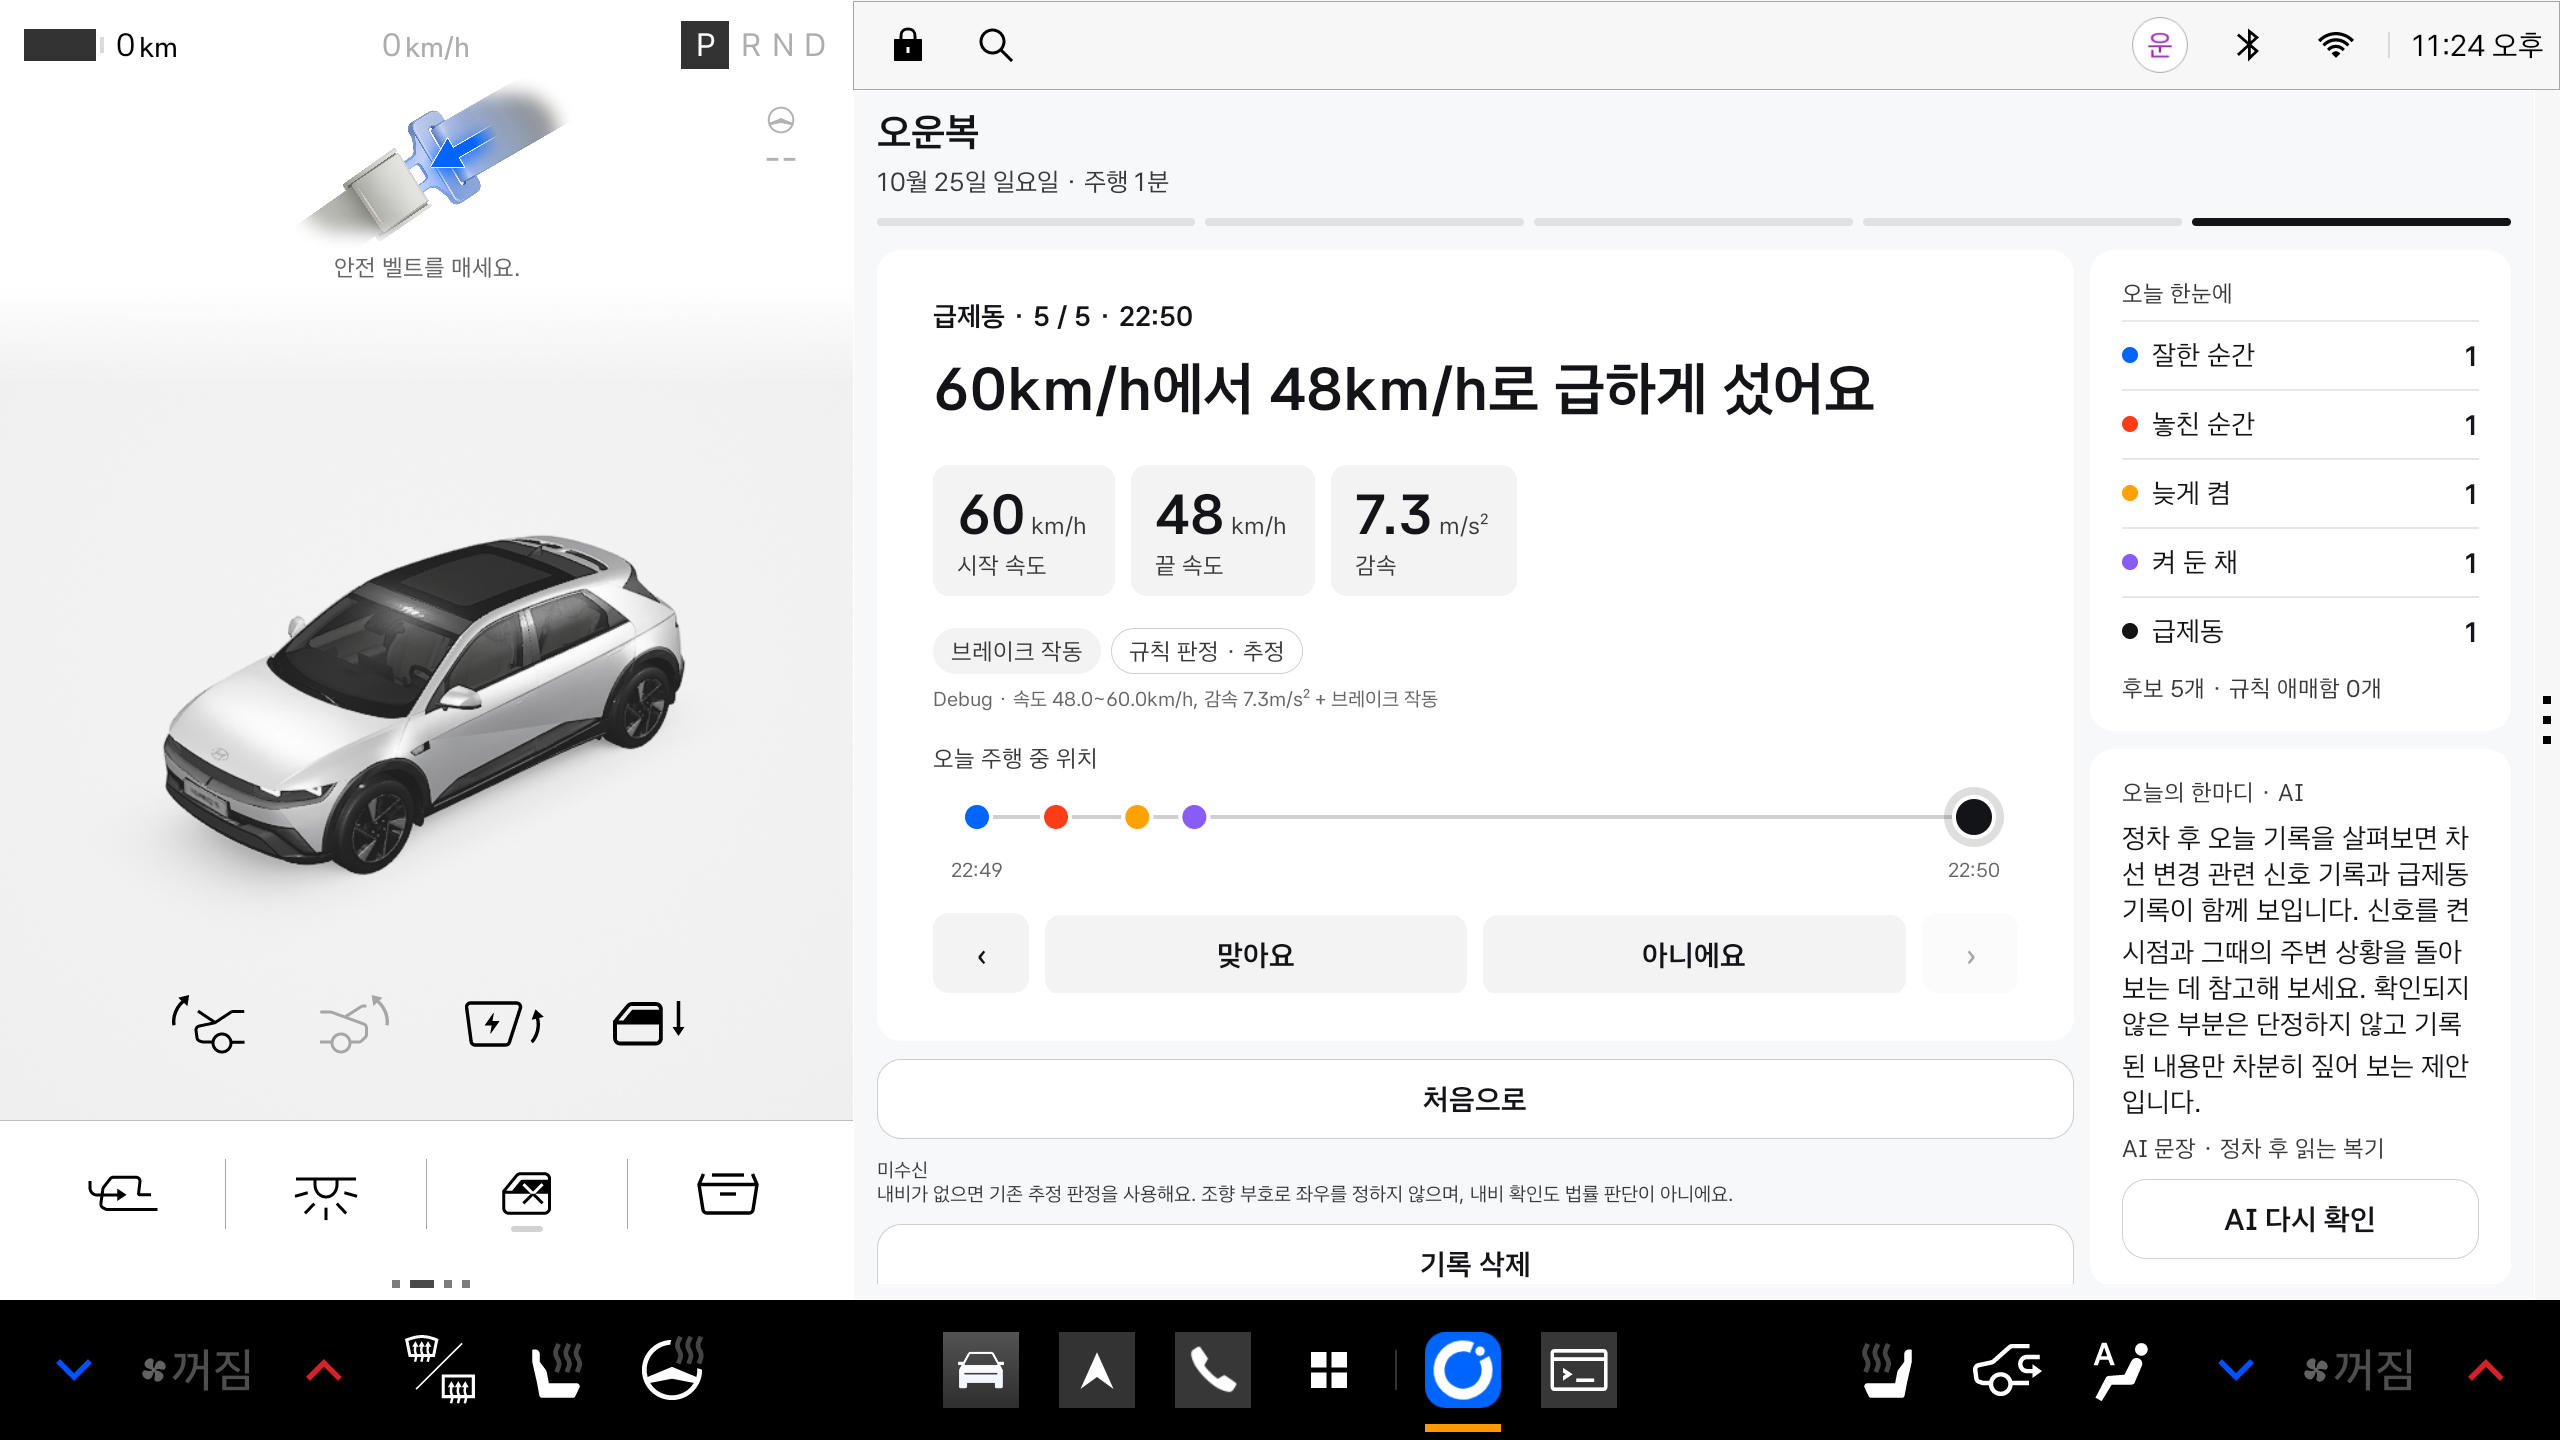 0 km
0 km/h
P R N D
운
11:24 오후
안전 벨트를 매세요.
오운복
10월 25일 일요일 · 주행 1분
급제동 · 5 / 5 · 22:50
60km/h에서 48km/h로 급하게 섰어요
60 km/h
시작 속도
48 km/h
끝 속도
7.3 m/s²
감속
브레이크 작동
규칙 판정 · 추정
Debug · 속도 48.0~60.0km/h, 감속 7.3m/s² + 브레이크 작동
오늘 주행 중 위치
22:49
22:50
‹
맞아요
아니에요
›
처음으로
미수신
내비가 없으면 기존 추정 판정을 사용해요. 조향 부호로 좌우를 정하지 않으며, 내비 확인도 법률 판단이 아니에요.
기록 삭제
오늘 한눈에
잘한 순간 1
놓친 순간 1
늦게 켬 1
켜 둔 채 1
급제동 1
후보 5개 · 규칙 애매함 0개
오늘의 한마디 · AI
정차 후 오늘 기록을 살펴보면 차
선 변경 관련 신호 기록과 급제동
기록이 함께 보입니다. 신호를 켠
시점과 그때의 주변 상황을 돌아
보는 데 참고해 보세요. 확인되지
않은 부분은 단정하지 않고 기록
된 내용만 차분히 짚어 보는 제안
입니다.
AI 문장 · 정차 후 읽는 복기
AI 다시 확인
꺼짐
A
꺼짐